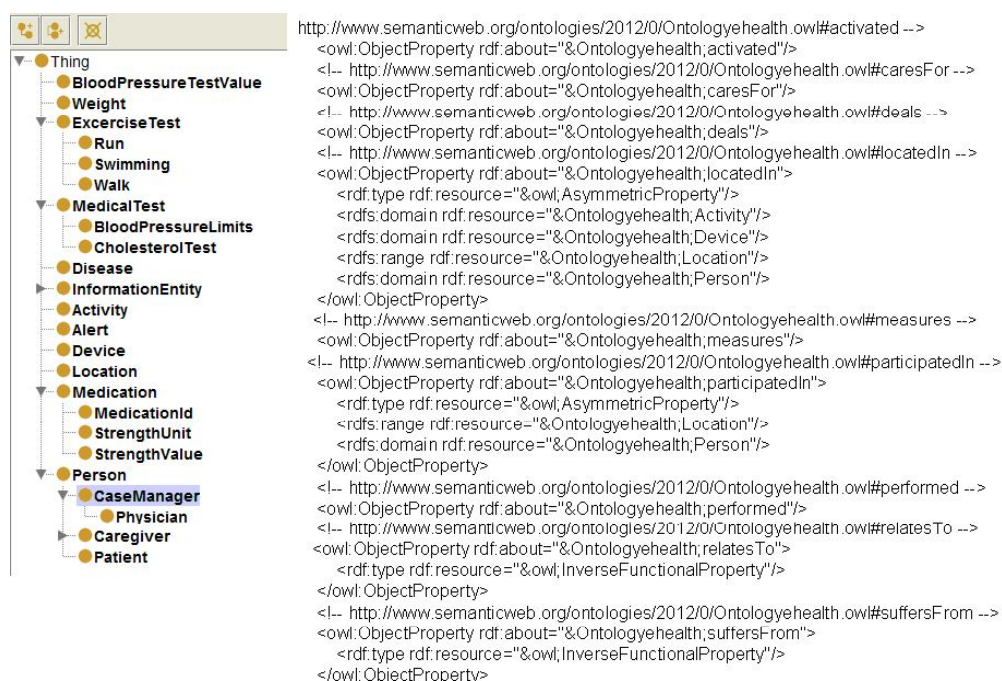 Thing
BloodPressureTestValue
Weight
ExcerciseTest
Run
Swimming
Walk
MedicalTest
BloodPressureLimits
CholesterolTest
Disease
InformationEntity
Activity
Alert
Device
Location
Medication
MedicationId
StrengthUnit
StrengthValue
Person
CaseManager
Physician
Caregiver
Patient
http://www.semanticweb.org/ontologies/2012/0/Ontologyehealth.owl#activated -->
<owl:ObjectProperty rdf:about="&Ontologyehealth;activated"/>
<!-- http://www.semanticweb.org/ontologies/2012/0/Ontologyehealth.owl#caresFor -->
<owl:ObjectProperty rdf:about="&Ontologyehealth;caresFor"/>
<!-- http://www.semanticweb.org/ontologies/2012/0/Ontologyehealth.owl#deals -->
<owl:ObjectProperty rdf:about="&Ontologyehealth;deals"/>
<!-- http://www.semanticweb.org/ontologies/2012/0/Ontologyehealth.owl#locatedIn -->
<owl:ObjectProperty rdf:about="&Ontologyehealth;locatedIn">
<rdf:type rdf:resource="&owl;AsymmetricProperty"/>
<rdfs:domain rdf:resource="&Ontologyehealth;Activity"/>
<rdfs:domain rdf:resource="&Ontologyehealth;Device"/>
<rdfs:range rdf:resource="&Ontologyehealth;Location"/>
<rdfs:domain rdf:resource="&Ontologyehealth;Person"/>
</owl:ObjectProperty>
<!-- http://www.semanticweb.org/ontologies/2012/0/Ontologyehealth.owl#measures -->
<owl:ObjectProperty rdf:about="&Ontologyehealth;measures"/>
<!-- http://www.semanticweb.org/ontologies/2012/0/Ontologyehealth.owl#participatedIn -->
<owl:ObjectProperty rdf:about="&Ontologyehealth;participatedIn">
<rdf:type rdf:resource="&owl;AsymmetricProperty"/>
<rdfs:range rdf:resource="&Ontologyehealth;Location"/>
<rdfs:domain rdf:resource="&Ontologyehealth;Person"/>
</owl:ObjectProperty>
<!-- http://www.semanticweb.org/ontologies/2012/0/Ontologyehealth.owl#performed -->
<owl:ObjectProperty rdf:about="&Ontologyehealth;performed"/>
<!-- http://www.semanticweb.org/ontologies/2012/0/Ontologyehealth.owl#relatesTo -->
<owl:ObjectProperty rdf:about="&Ontologyehealth;relatesTo">
<rdf:type rdf:resource="&owl;InverseFunctionalProperty"/>
</owl:ObjectProperty>
<!-- http://www.semanticweb.org/ontologies/2012/0/Ontologyehealth.owl#suffersFrom -->
<owl:ObjectProperty rdf:about="&Ontologyehealth;suffersFrom">
<rdf:type rdf:resource="&owl;InverseFunctionalProperty"/>
</owl:ObjectProperty>